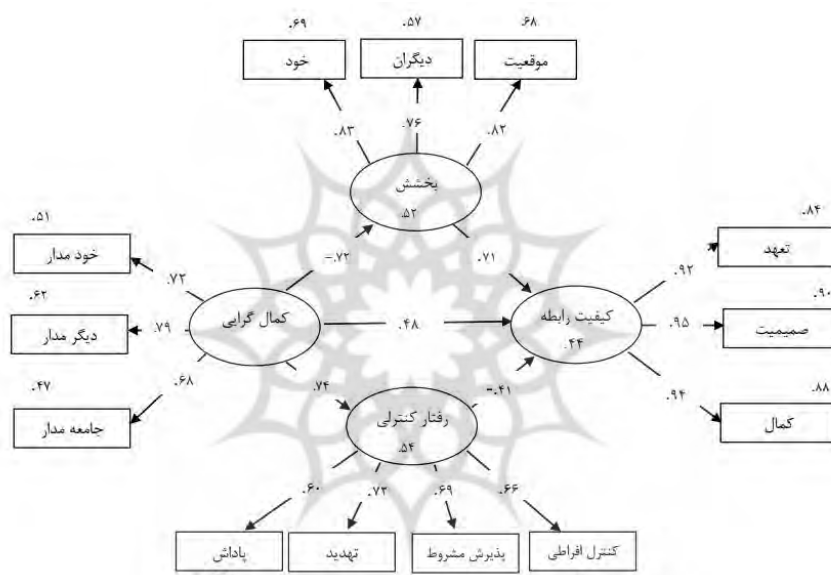 .۶۹ .۵۷ .۶۸
خود دیگران موقعیت
.۸۳ .۷۶ .۸۲
بخشش
.۵۲
.۵۱ .۸۴
خود مدار تعهد
.۷۳ -.۷۲ .۷۱ .۹۲
.۶۲ .۹۰
دیگر مدار .۷۹ کمال گرایی .۴۸ کیفیت رابطه .۹۵ صمیمیت
.۴۴
.۴۷ .۶۸ .۷۴ -.۴۱ .۹۴ .۸۸
جامعه مدار رفتار کنترلی کمال
.۵۴
.۶۰ .۷۳ .۶۹ .۶۶
پاداش تهدید پذیرش مشروط کنترل افراطی